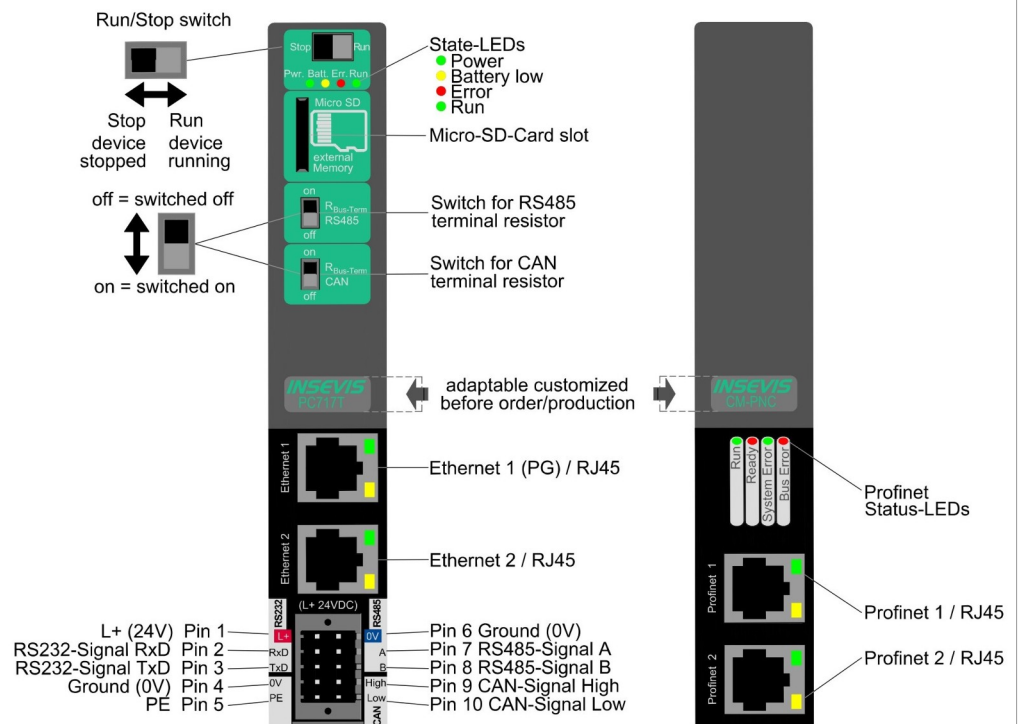 Run/Stop switch
Stop
device
stopped
Run
device
running
off = switched off
on = switched on
Stop
Run
Pwr. Batt. Err. Run
Micro SD
external
Memory
on
RBus-Term
RS485
off
on
RBus-Term
CAN
off
State-LEDs
Power
Battery low
Error
Run
Micro-SD-Card slot
Switch for RS485
terminal resistor
Switch for CAN
terminal resistor
INSEVIS
PC717T
adaptable customized
before order/production
INSEVIS
CM-PNC
Ethernet 1
Ethernet 1 (PG) / RJ45
Ethernet 2
Ethernet 2 / RJ45
RS232
(L+ 24VDC)
RS485
L+
RxD
TxD
0V
PE
0V
A
B
High
Low
CAN
L+ (24V) Pin 1
RS232-Signal RxD Pin 2
RS232-Signal TxD Pin 3
Ground (0V) Pin 4
PE Pin 5
Pin 6 Ground (0V)
Pin 7 RS485-Signal A
Pin 8 RS485-Signal B
Pin 9 CAN-Signal High
Pin 10 CAN-Signal Low
Run
Ready
System Error
Bus Error
Profinet
Status-LEDs
Profinet 1
Profinet 1 / RJ45
Profinet 2
Profinet 2 / RJ45